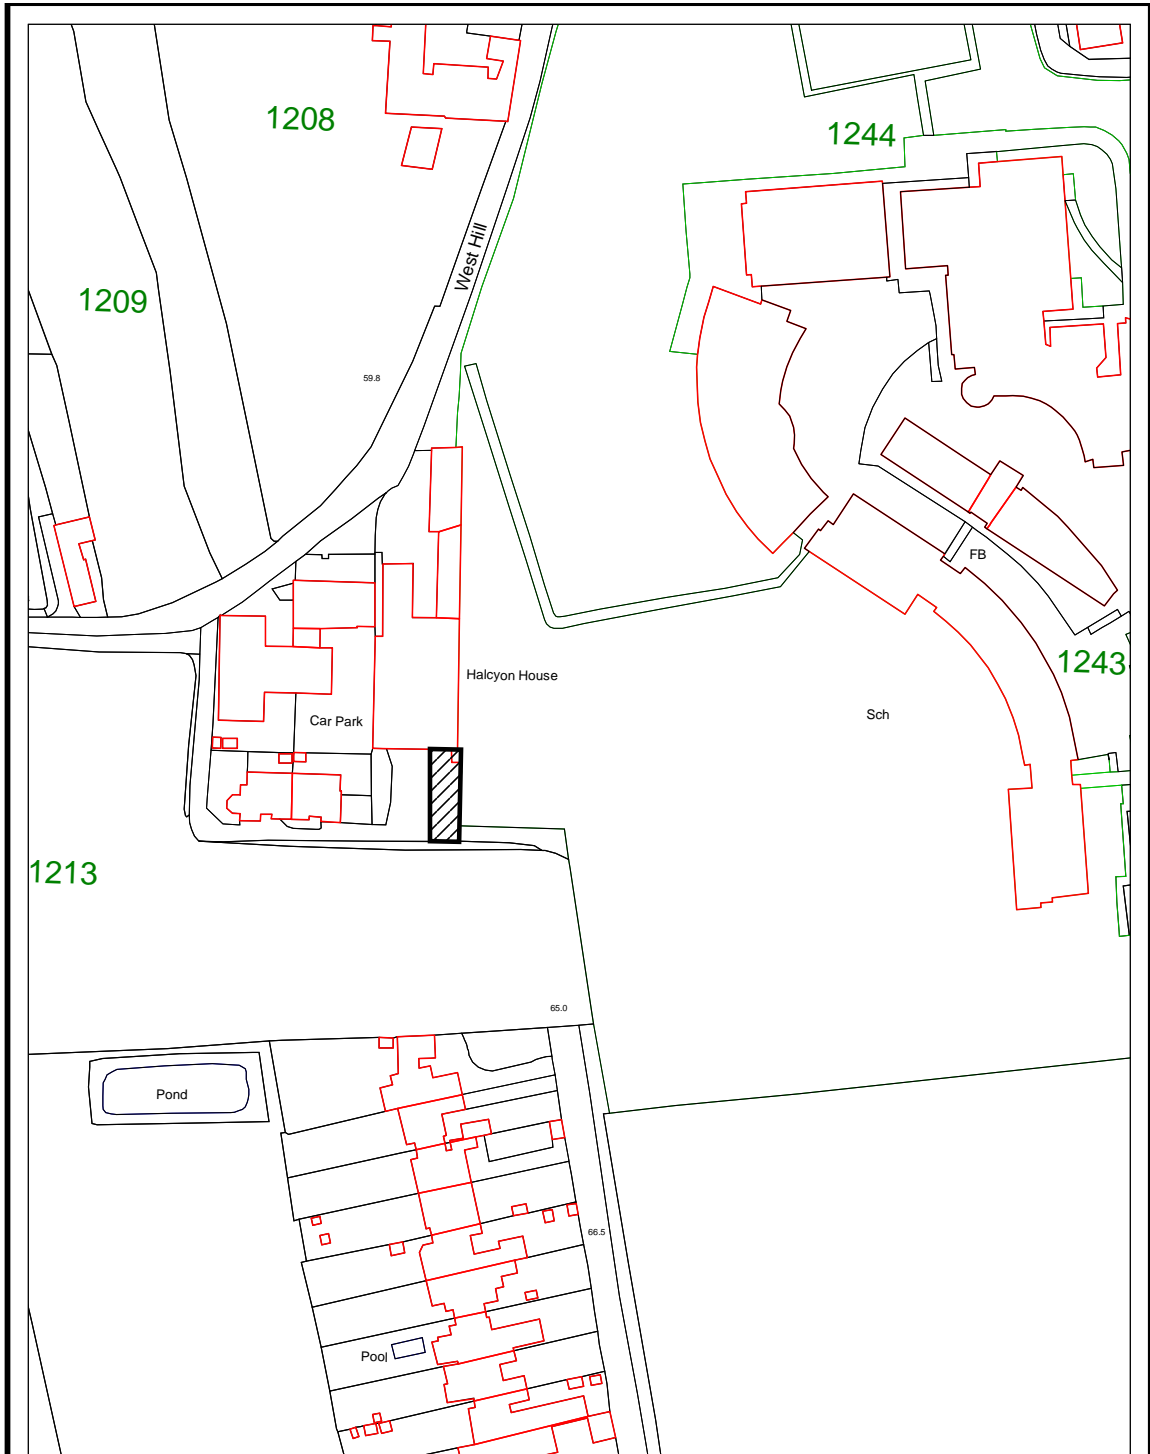 1208
1244
West Hill
1209
59.8
FB
1243
Halcyon House
Sch
Car Park
1213
65.0
Pond
66.5
Pool